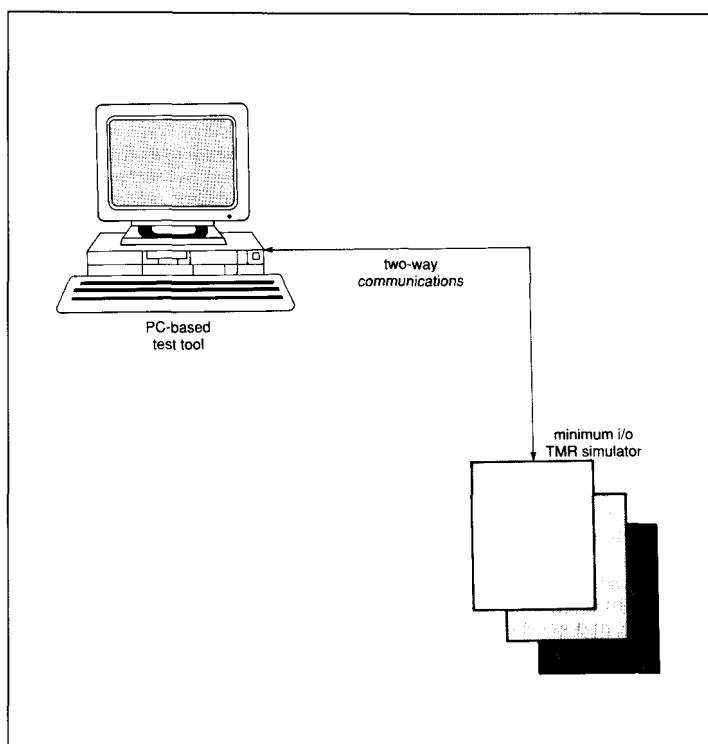 two-way
communications
PC-based
test tool
minimum i/o
TMR simulator